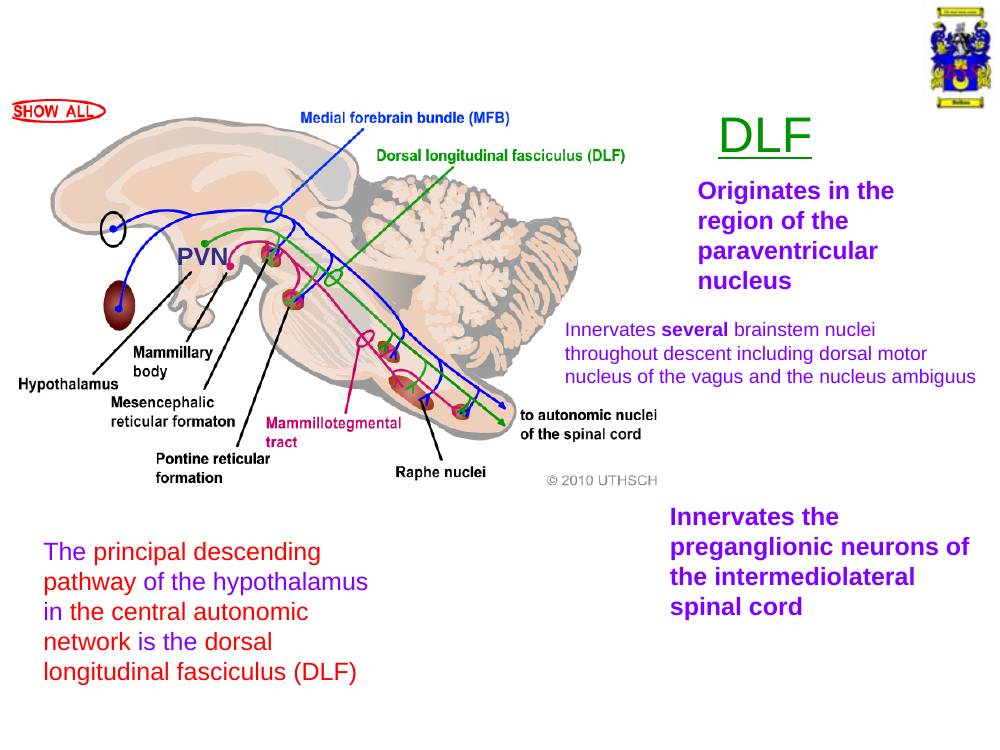 SHOW ALL
Medial forebrain bundle (MFB)
Dorsal longitudinal fasciculus (DLF)
DLF
Originates in the
region of the
paraventricular
nucleus
PVN
Innervates several brainstem nuclei
throughout descent including dorsal motor
nucleus of the vagus and the nucleus ambiguus
Mammillary
body
Hypothalamus
Mesencephalic
reticular formaton
Mammillotegmental
tract
Pontine reticular
formation
Raphe nuclei
to autonomic nuclei
of the spinal cord
© 2010 UTHSCH
Innervates the
preganglionic neurons of
the intermediolateral
spinal cord
The principal descending
pathway of the hypothalamus
in the central autonomic
network is the dorsal
longitudinal fasciculus (DLF)